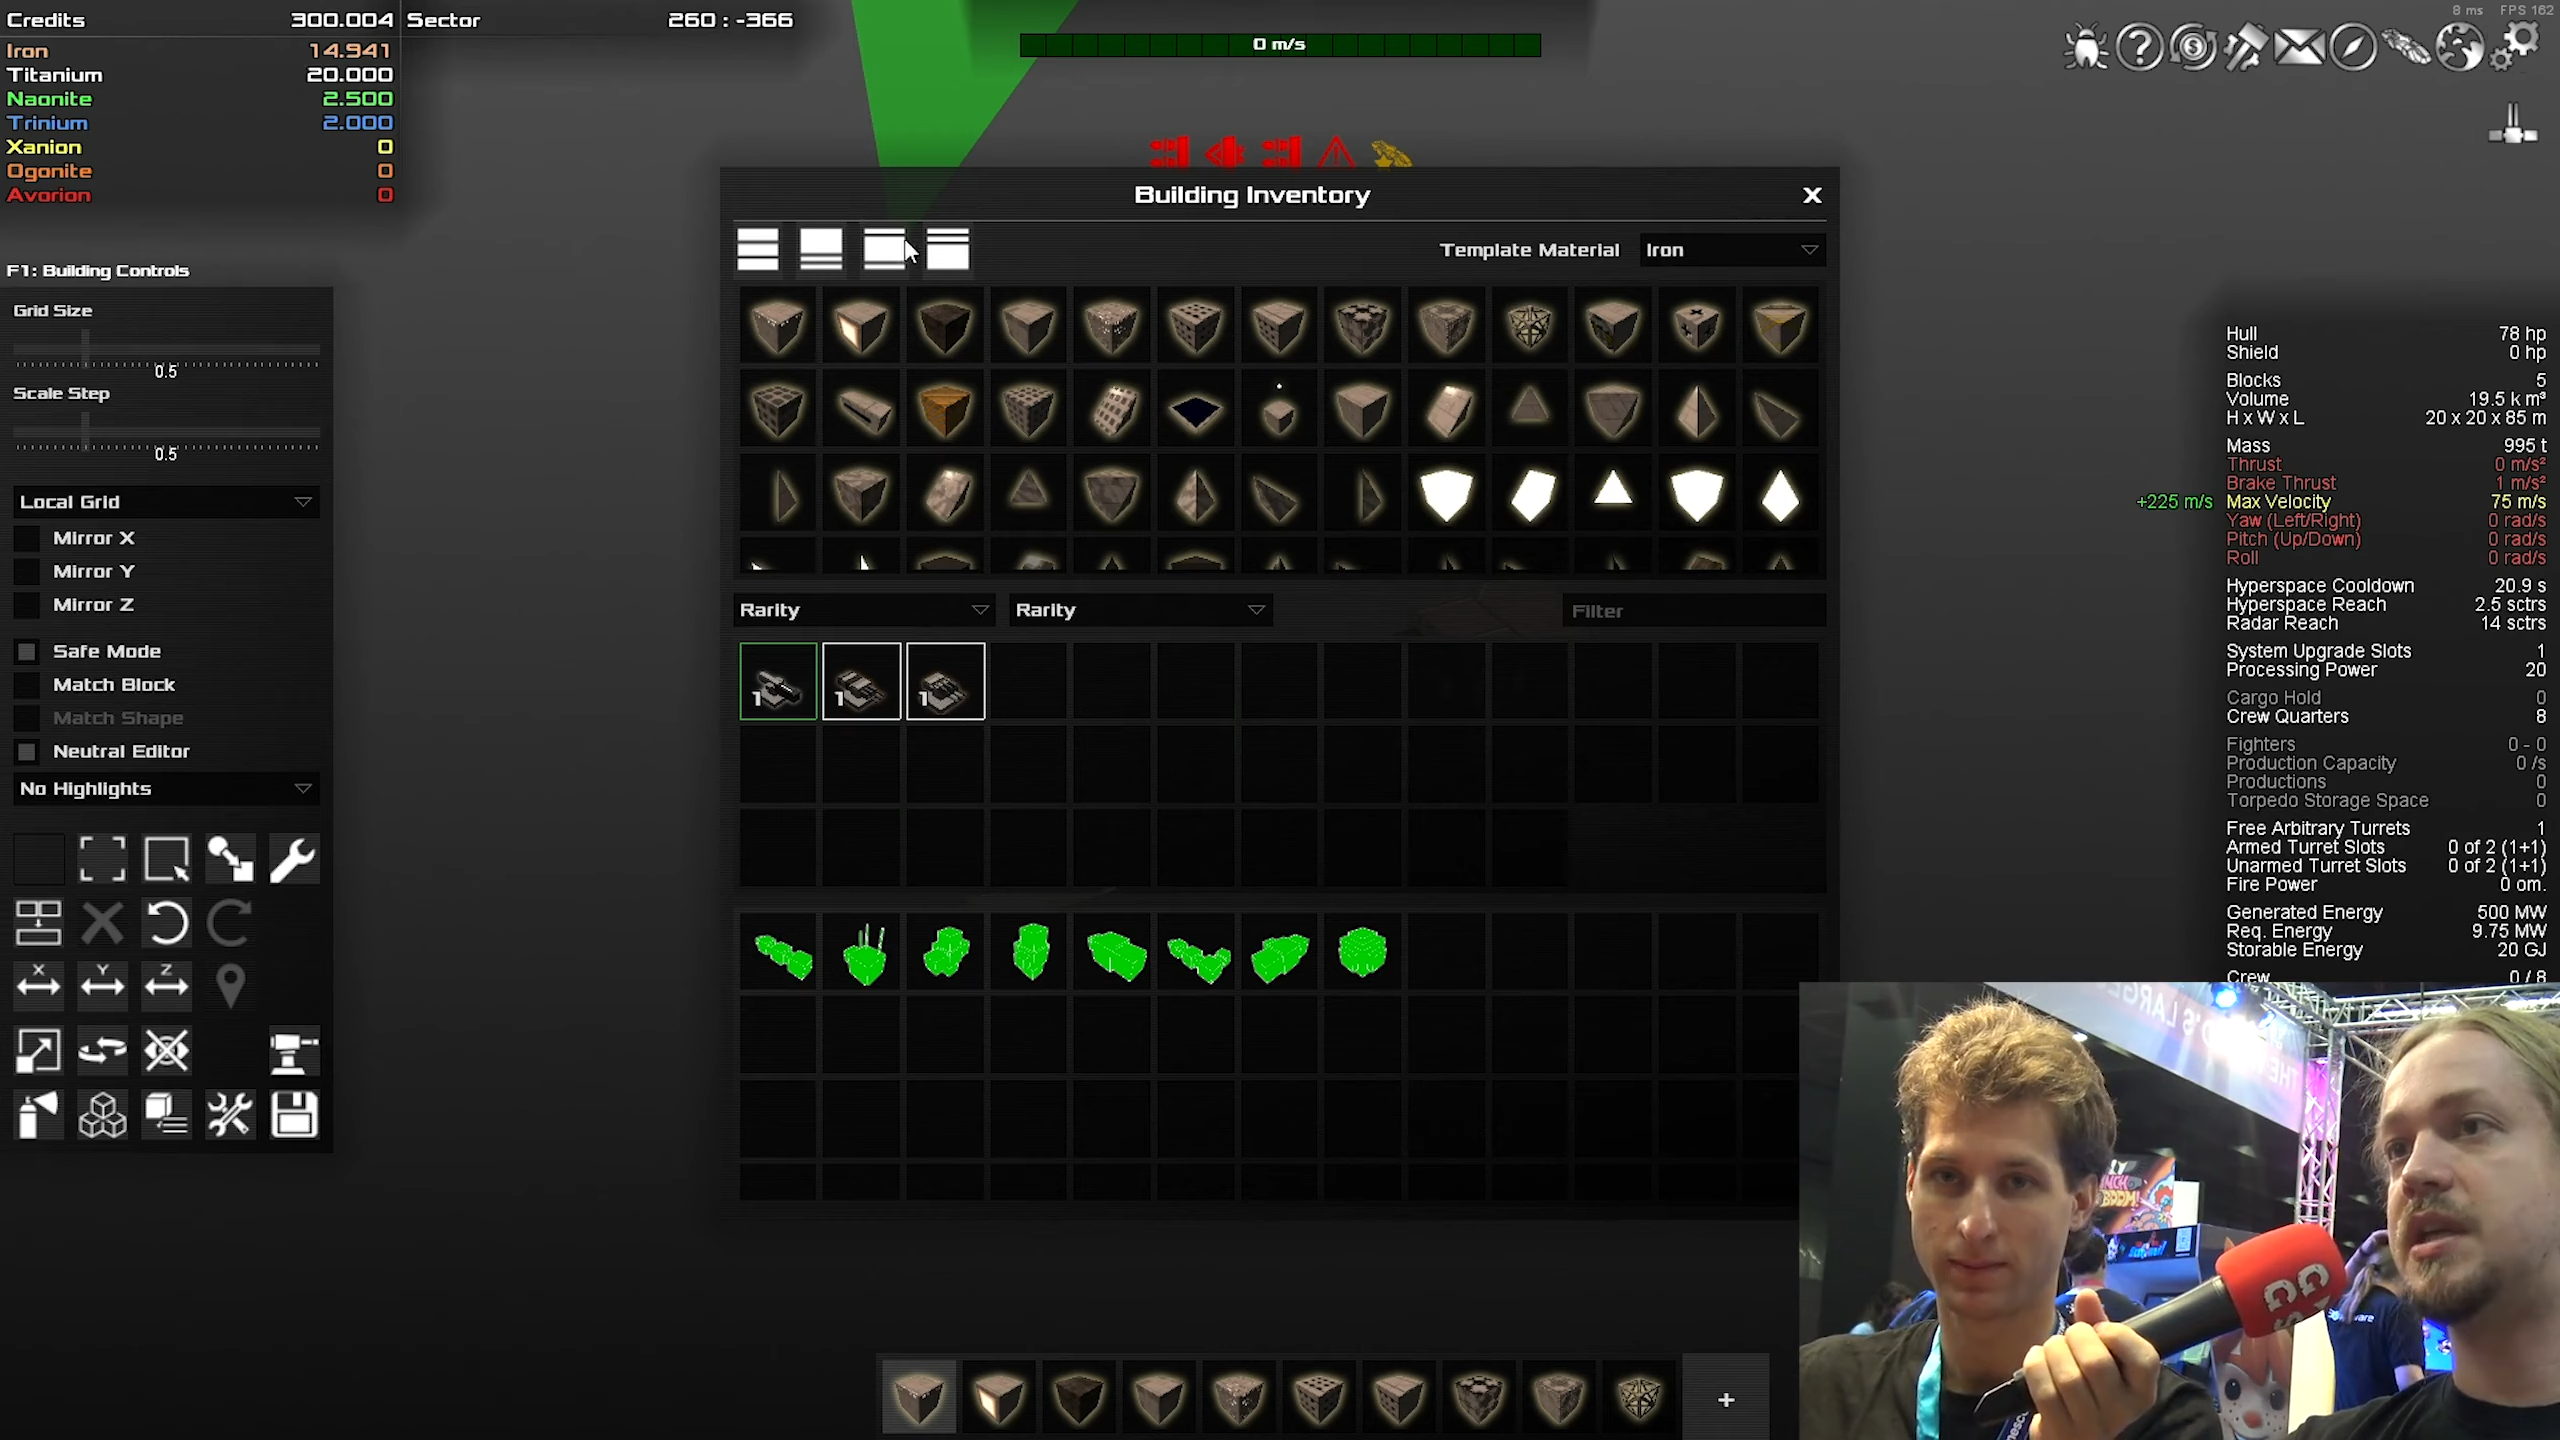 Credits 300.004
Iron 14.941
Titanium 20.000
Naonite 2.500
Trinium 2.000
Xanion 0
Ogonite 0
Avorion 0
Sector 260 : -366
0 m/s
8 ms FPS 162
F1: Building Controls
Grid Size
0.5
Scale Step
0.5
Local Grid
Mirror X
Mirror Y
Mirror Z
Safe Mode
Match Block
Match Shape
Neutral Editor
No Highlights
X Y Z
Building Inventory X
Template Material Iron
Rarity Rarity Filter
1 1 1
+
Hull 78 hp
Shield 0 hp
Blocks 5
Volume 19.5 k m³
H x W x L 20 x 20 x 85 m
Mass 995 t
Thrust 0 m/s²
Brake Thrust 1 m/s²
+225 m/s Max Velocity 75 m/s
Yaw (Left/Right) 0 rad/s
Pitch (Up/Down) 0 rad/s
Roll 0 rad/s
Hyperspace Cooldown 20.9 s
Hyperspace Reach 2.5 sctrs
Radar Reach 14 sctrs
System Upgrade Slots 1
Processing Power 20
Cargo Hold 0
Crew Quarters 8
Fighters 0 - 0
Production Capacity 0 /s
Productions 0
Torpedo Storage Space 0
Free Arbitrary Turrets 1
Armed Turret Slots 0 of 2 (1+1)
Unarmed Turret Slots 0 of 2 (1+1)
Fire Power 0 om.
Generated Energy 500 MW
Req. Energy 9.75 MW
Storable Energy 20 GJ
Crew 0 / 8